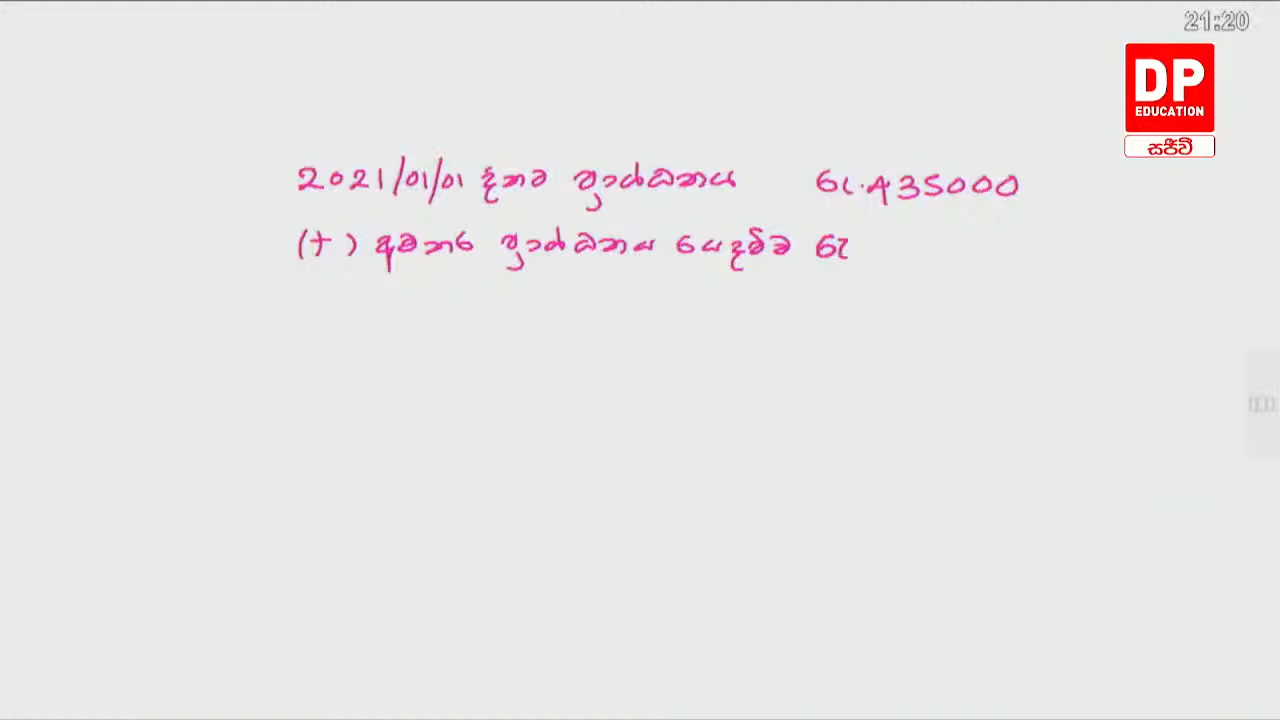 21:20
DP
EDUCATION
සජීවී
2021/01/01 දිනට ප්‍රාග්ධනය රු.435000
(+) අමතර ප්‍රාග්ධනය යෙදවීම රු